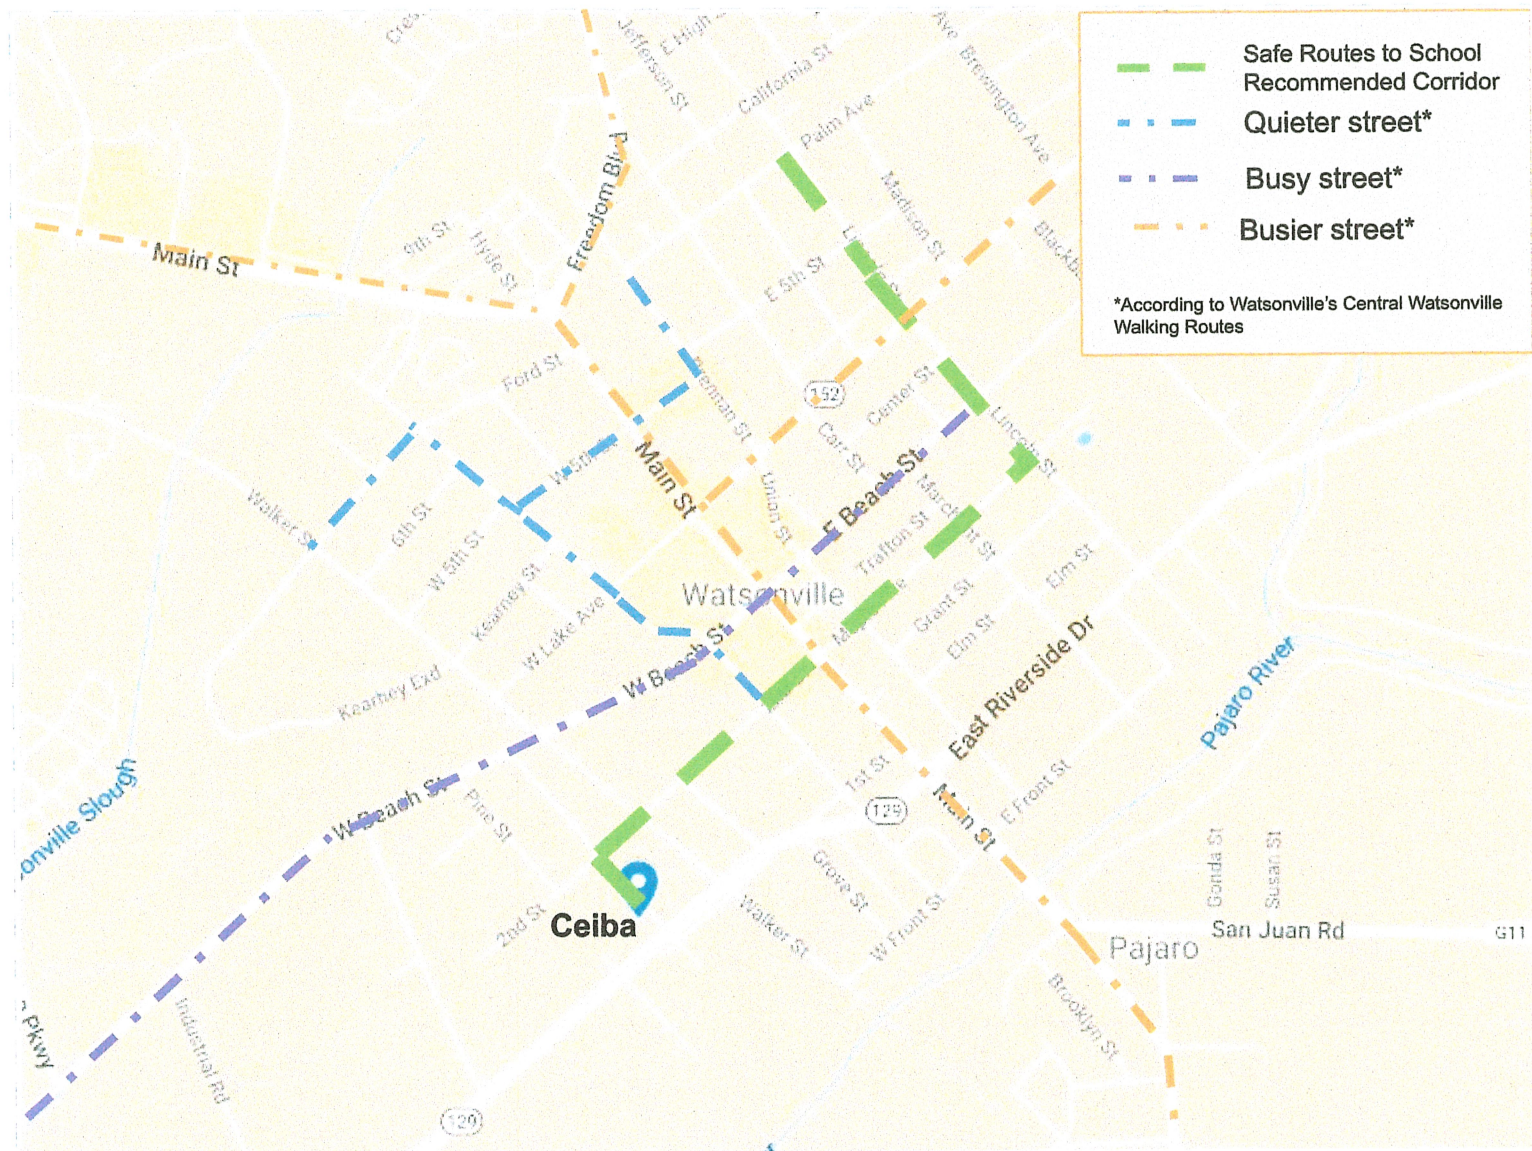 Safe Routes to School
Recommended Corridor
Quieter street*
Busy street*
Busier street*
*According to Watsonville's Central Watsonville
Walking Routes
Jefferson St
E High
California St
Palm Ave
Ave
Brewington Ave
Freedom Blvd
9th St
Hyde St
Main St
Madison St
E 5th St
Lincoln St
Ford St
Brennan St
152
Center St
Carr St
Lincoln St
W 5th St
Main St
Union St
E Beach St
Marchant St
Trafton St
Walker St
6th St
W 5th St
Kearney St
W Lake Ave
Watsonville
Grant St
Elm St
Elm St
East Riverside Dr
Pajaro River
W Beach St
Kearney Exd
1st St
129
Main St
E Front St
W Beach St
Pine St
Grove St
Gonda St
Susan St
2nd St
Ceiba
Walker St
W Front St
San Juan Rd
G11
Pajaro
Brooklyn St
Industrial Rd
Pkwy
129